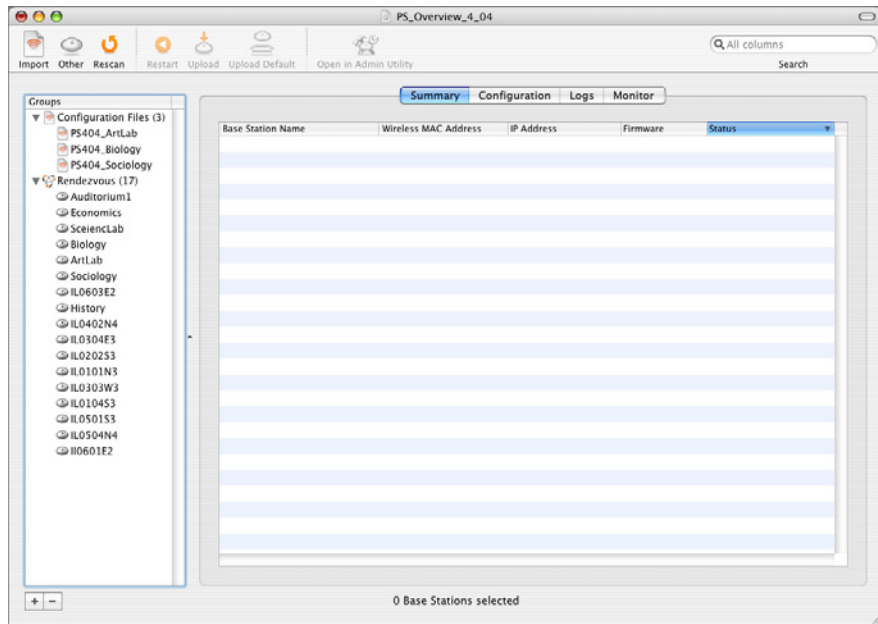 PS_Overview_4_04
Import Other Rescan Restart Upload Upload Default Open in Admin Utility
All columns
Search
Summary Configuration Logs Monitor
Groups
Configuration Files (3)
PS404_ArtLab
PS404_Biology
PS404_Sociology
Rendezvous (17)
Auditorium1
Economics
SceiencLab
Biology
ArtLab
Sociology
IL0603E2
History
IL0402N4
IL0304E3
IL0202S3
IL0101N3
IL0303W3
IL0104S3
IL0501S3
IL0504N4
Il0601E2
Base Station Name Wireless MAC Address IP Address Firmware Status
+ −
0 Base Stations selected